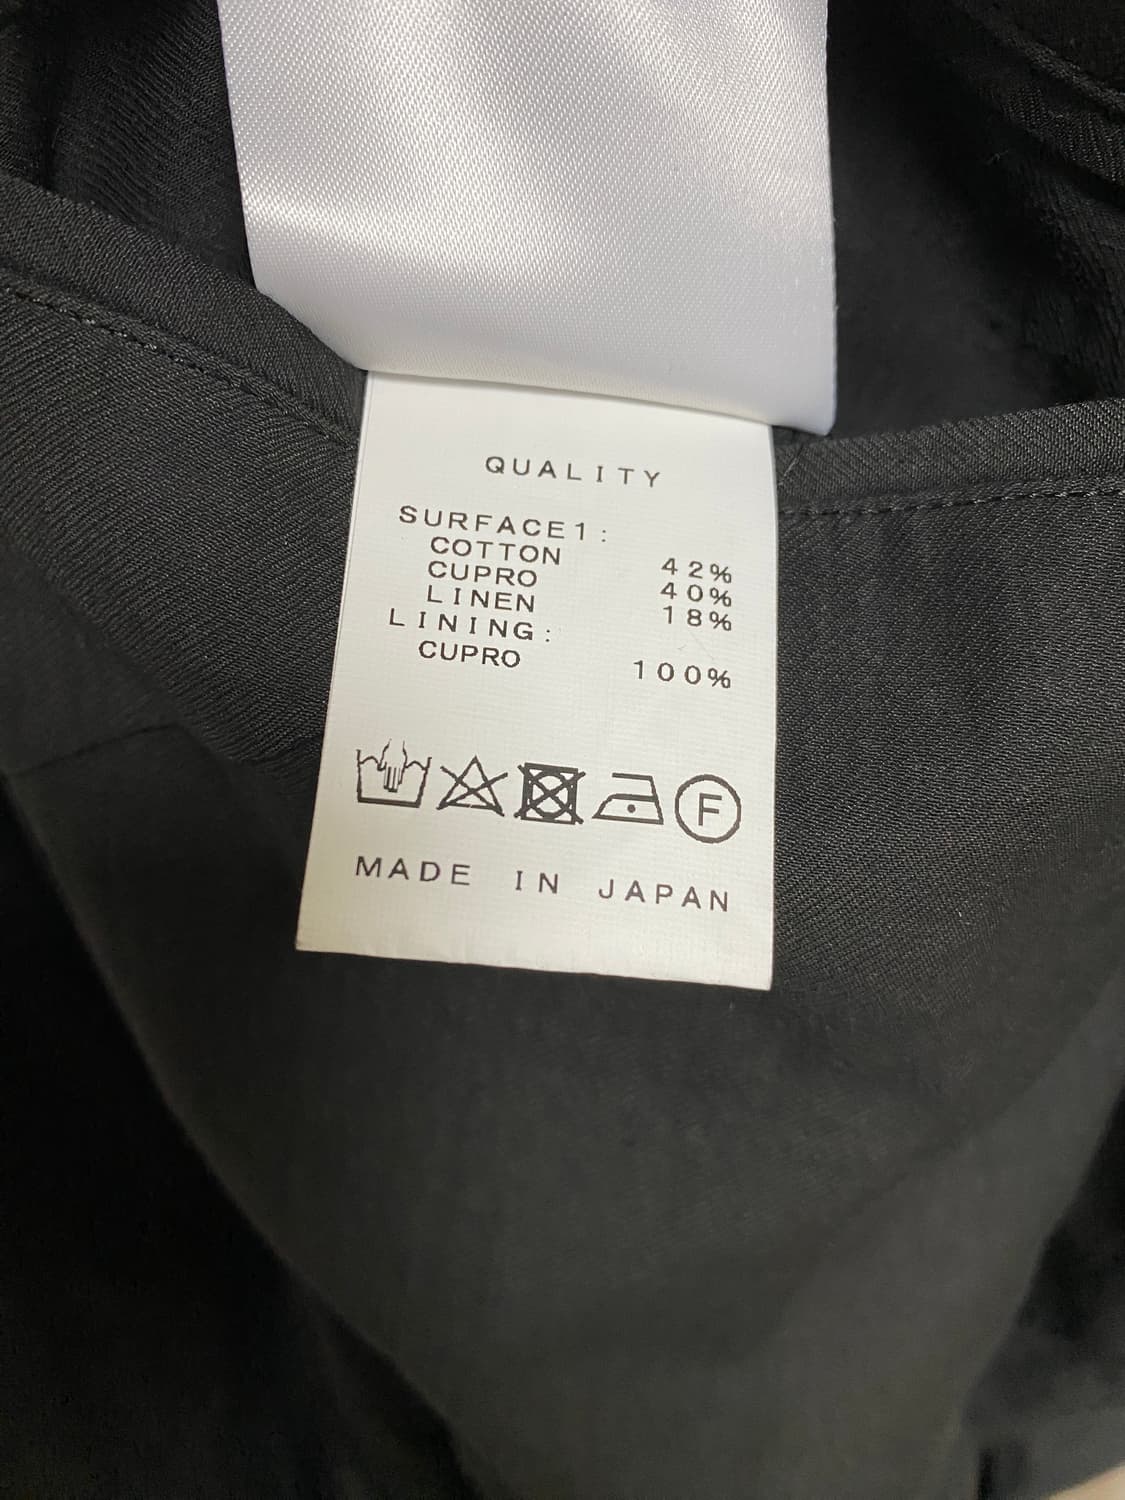 QUALITY
SURFACE1:
COTTON 42%
CUPRO 40%
LINEN 18%
LINING:
CUPRO 100%
F
MADE IN JAPAN